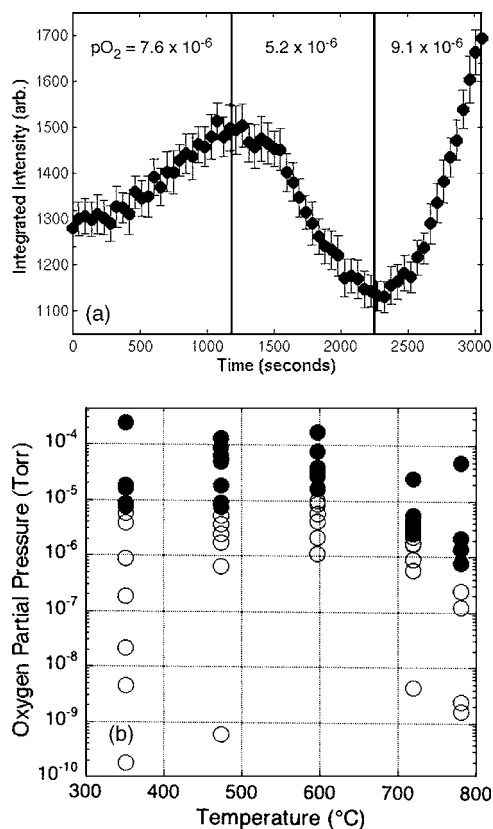 pO₂ = 7.6 x 10⁻⁶ 5.2 x 10⁻⁶ 9.1 x 10⁻⁶
Integrated Intensity (arb.)
1700
1600
1500
1400
1300
1200
1100
(a)
0 500 1000 1500 2000 2500 3000
Time (seconds)
Oxygen Partial Pressure (Torr)
10⁻⁴
10⁻⁵
10⁻⁶
10⁻⁷
10⁻⁸
10⁻⁹
10⁻¹⁰
(b)
300 400 500 600 700 800
Temperature (°C)